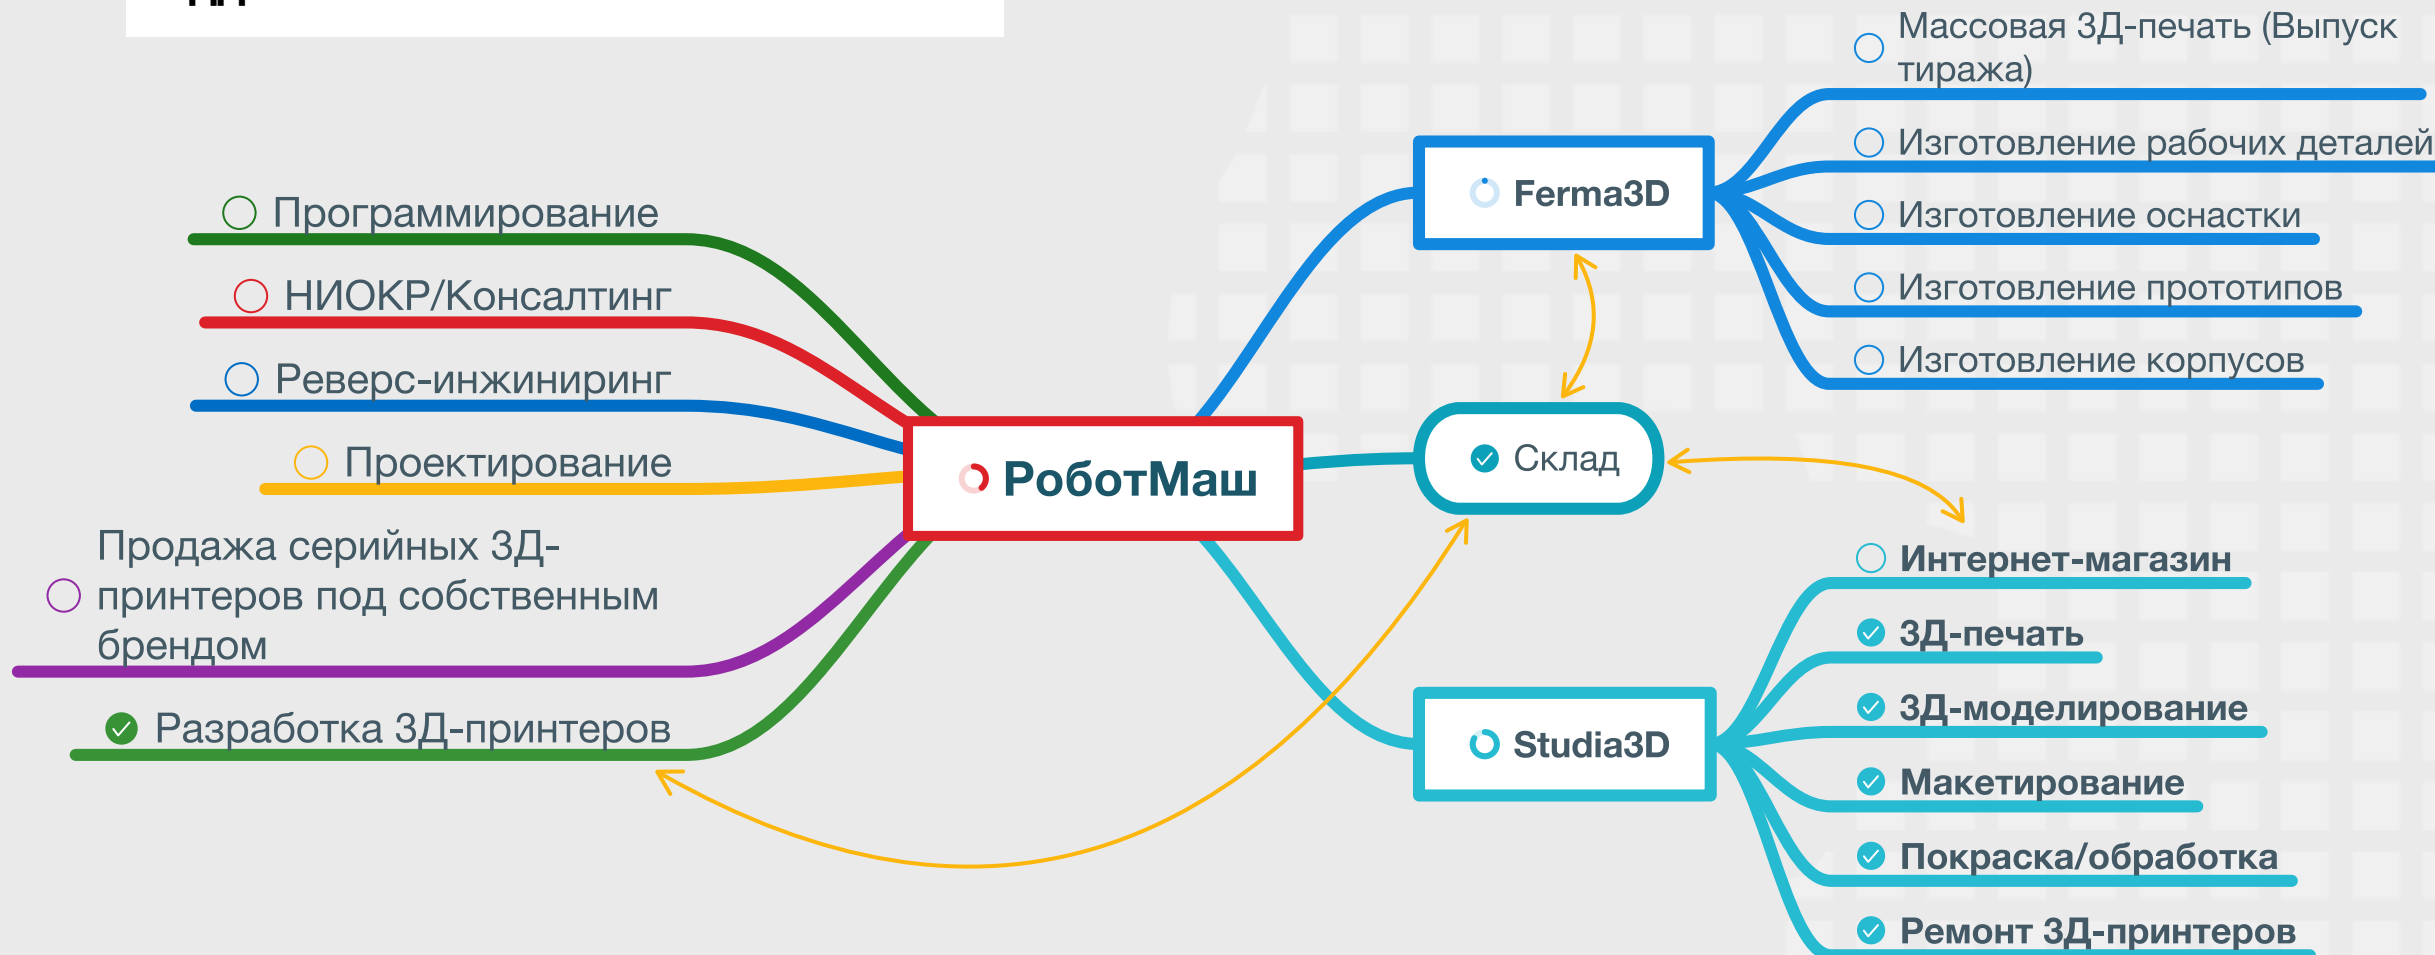 Программирование
НИОКР/Консалтинг
Реверс-инжиниринг
Проектирование
Продажа серийных 3Д-
принтеров под собственным
брендом
Разработка 3Д-принтеров
РоботМаш
Ferma3D
Массовая 3Д-печать (Выпуск
тиража)
Изготовление рабочих деталей
Изготовление оснастки
Изготовление прототипов
Изготовление корпусов
Склад
Studia3D
Интернет-магазин
3Д-печать
3Д-моделирование
Макетирование
Покраска/обработка
Ремонт 3Д-принтеров